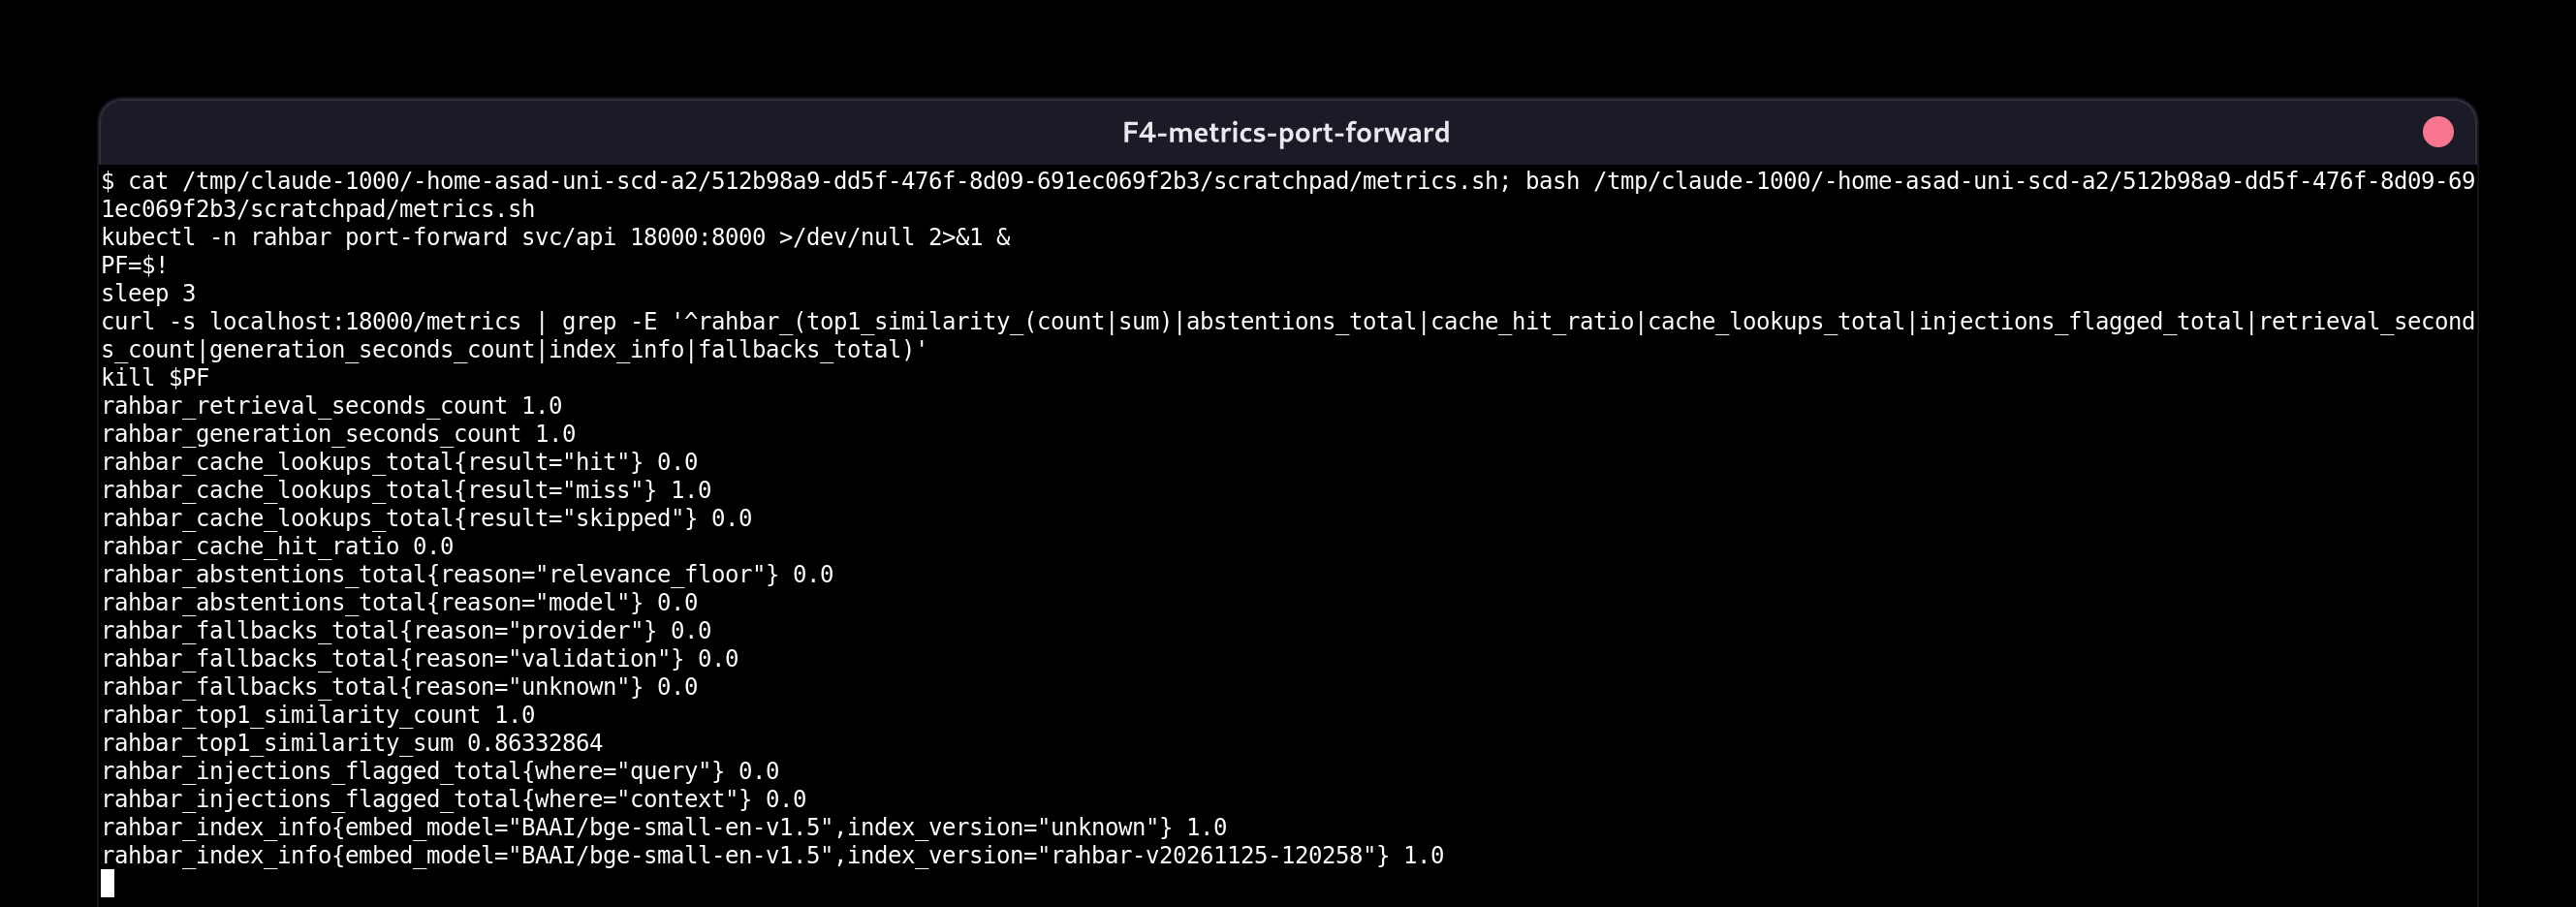 F4-metrics-port-forward
$ cat /tmp/claude-1000/-home-asad-uni-scd-a2/512b98a9-dd5f-476f-8d09-691ec069f2b3/scratchpad/metrics.sh; bash /tmp/claude-1000/-home-asad-uni-scd-a2/512b98a9-dd5f-476f-8d09-69
1ec069f2b3/scratchpad/metrics.sh
kubectl -n rahbar port-forward svc/api 18000:8000 >/dev/null 2>&1 &
PF=$!
sleep 3
curl -s localhost:18000/metrics | grep -E '^rahbar_(top1_similarity_(count|sum)|abstentions_total|cache_hit_ratio|cache_lookups_total|injections_flagged_total|retrieval_second
s_count|generation_seconds_count|index_info|fallbacks_total)'
kill $PF
rahbar_retrieval_seconds_count 1.0
rahbar_generation_seconds_count 1.0
rahbar_cache_lookups_total{result="hit"} 0.0
rahbar_cache_lookups_total{result="miss"} 1.0
rahbar_cache_lookups_total{result="skipped"} 0.0
rahbar_cache_hit_ratio 0.0
rahbar_abstentions_total{reason="relevance_floor"} 0.0
rahbar_abstentions_total{reason="model"} 0.0
rahbar_fallbacks_total{reason="provider"} 0.0
rahbar_fallbacks_total{reason="validation"} 0.0
rahbar_fallbacks_total{reason="unknown"} 0.0
rahbar_top1_similarity_count 1.0
rahbar_top1_similarity_sum 0.86332864
rahbar_injections_flagged_total{where="query"} 0.0
rahbar_injections_flagged_total{where="context"} 0.0
rahbar_index_info{embed_model="BAAI/bge-small-en-v1.5",index_version="unknown"} 1.0
rahbar_index_info{embed_model="BAAI/bge-small-en-v1.5",index_version="rahbar-v20261125-120258"} 1.0